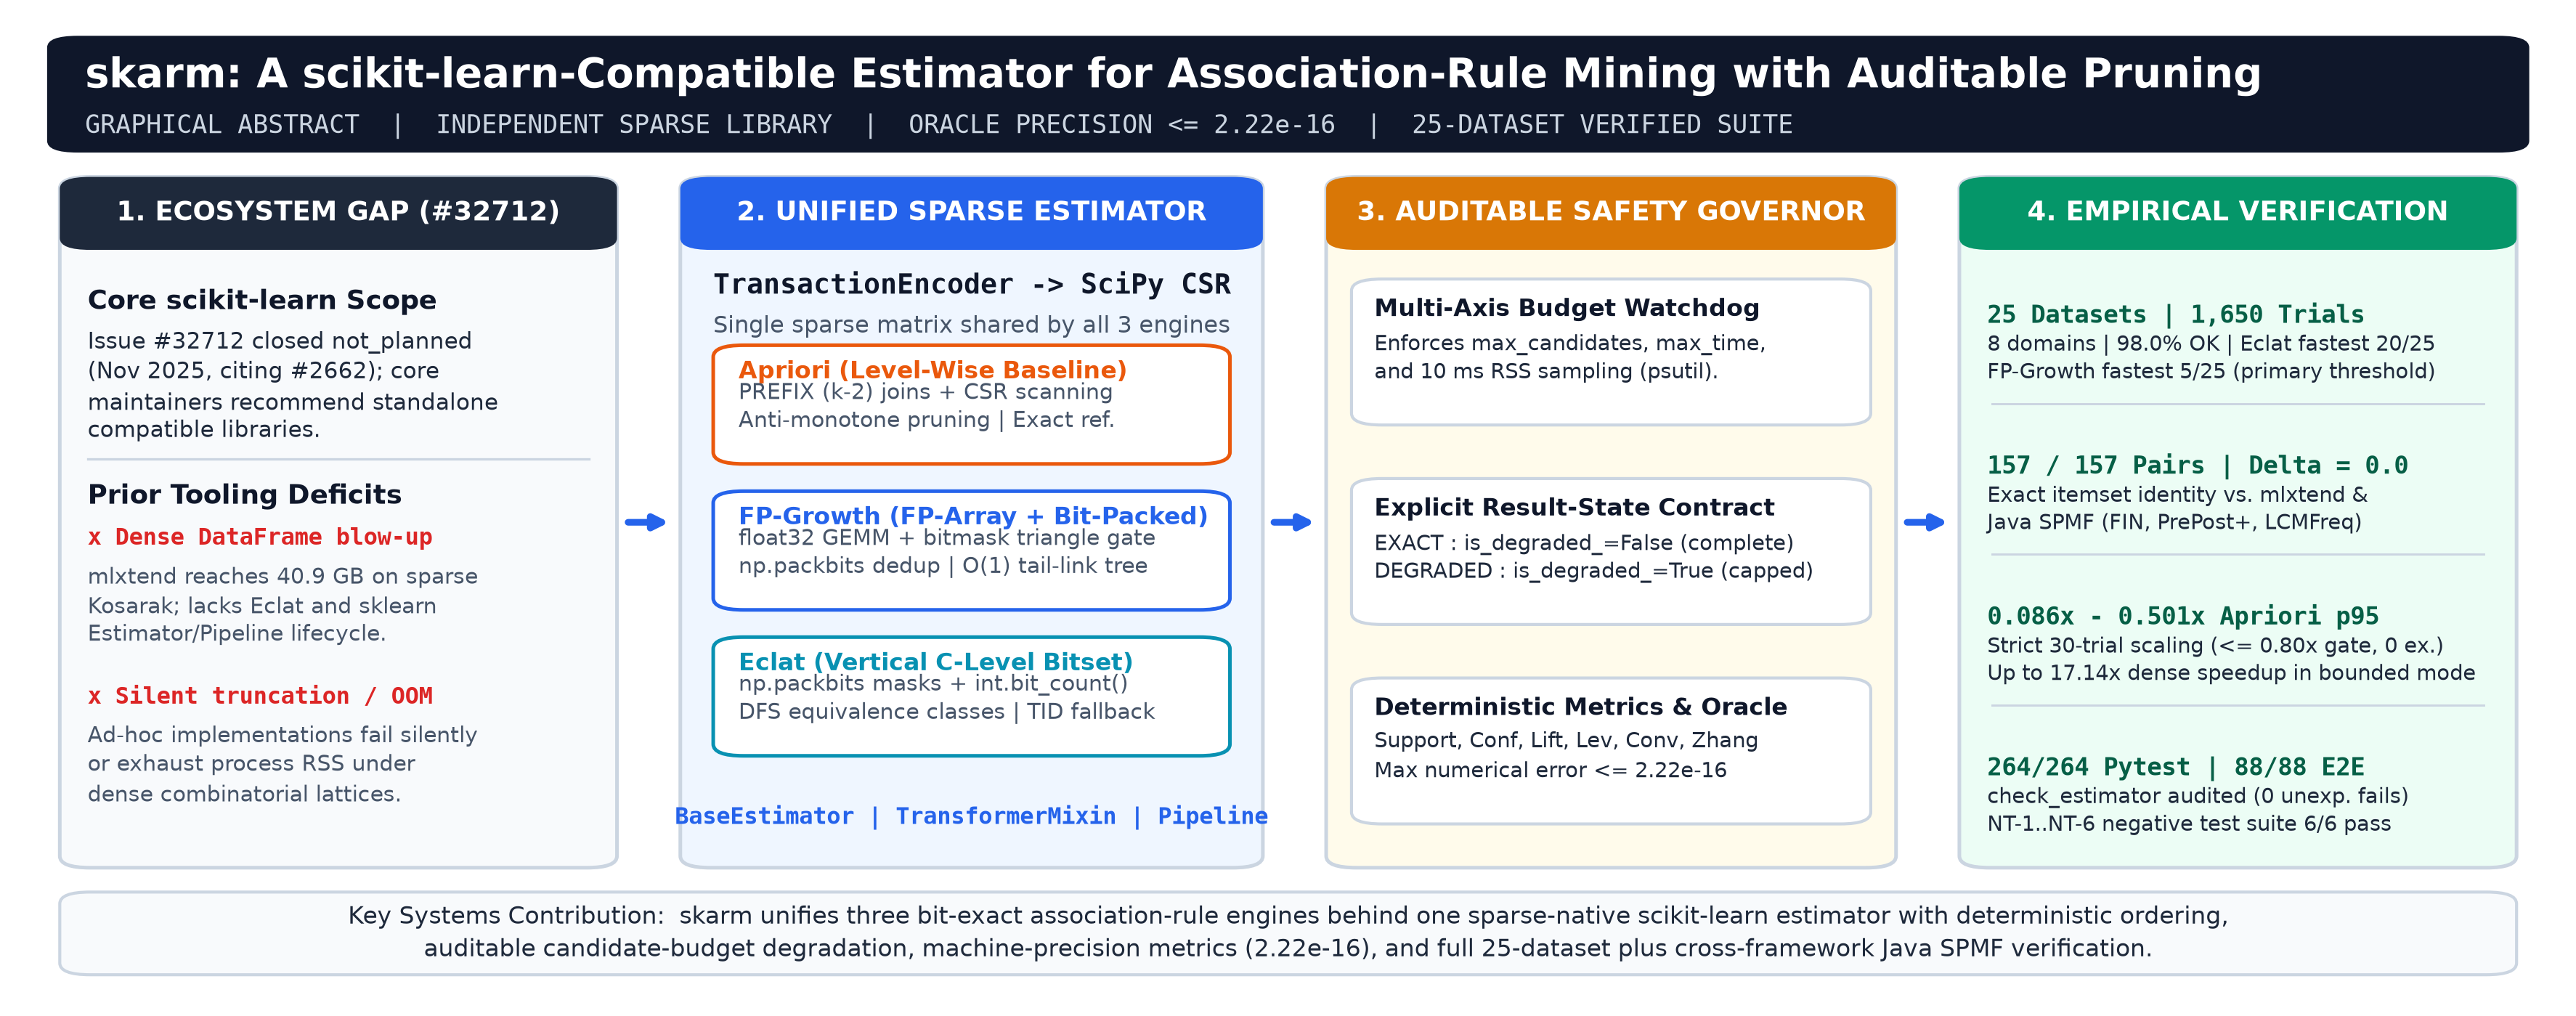 skarm: A scikit-learn-Compatible Estimator for Association-Rule Mining with Auditable Pruning
GRAPHICAL ABSTRACT | INDEPENDENT SPARSE LIBRARY | ORACLE PRECISION <= 2.22e-16 | 25-DATASET VERIFIED SUITE
1. ECOSYSTEM GAP (#32712)
Core scikit-learn Scope
Issue #32712 closed not_planned
(Nov 2025, citing #2662); core
maintainers recommend standalone
compatible libraries.
Prior Tooling Deficits
x Dense DataFrame blow-up
mlxtend reaches 40.9 GB on sparse
Kosarak; lacks Eclat and sklearn
Estimator/Pipeline lifecycle.
x Silent truncation / OOM
Ad-hoc implementations fail silently
or exhaust process RSS under
dense combinatorial lattices.
2. UNIFIED SPARSE ESTIMATOR
TransactionEncoder -> SciPy CSR
Single sparse matrix shared by all 3 engines
Apriori (Level-Wise Baseline)
PREFIX (k-2) joins + CSR scanning
Anti-monotone pruning | Exact ref.
FP-Growth (FP-Array + Bit-Packed)
float32 GEMM + bitmask triangle gate
np.packbits dedup | O(1) tail-link tree
Eclat (Vertical C-Level Bitset)
np.packbits masks + int.bit_count()
DFS equivalence classes | TID fallback
BaseEstimator | TransformerMixin | Pipeline
3. AUDITABLE SAFETY GOVERNOR
Multi-Axis Budget Watchdog
Enforces max_candidates, max_time,
and 10 ms RSS sampling (psutil).
Explicit Result-State Contract
EXACT : is_degraded_=False (complete)
DEGRADED : is_degraded_=True (capped)
Deterministic Metrics & Oracle
Support, Conf, Lift, Lev, Conv, Zhang
Max numerical error <= 2.22e-16
4. EMPIRICAL VERIFICATION
25 Datasets | 1,650 Trials
8 domains | 98.0% OK | Eclat fastest 20/25
FP-Growth fastest 5/25 (primary threshold)
157 / 157 Pairs | Delta = 0.0
Exact itemset identity vs. mlxtend &
Java SPMF (FIN, PrePost+, LCMFreq)
0.086x - 0.501x Apriori p95
Strict 30-trial scaling (<= 0.80x gate, 0 ex.)
Up to 17.14x dense speedup in bounded mode
264/264 Pytest | 88/88 E2E
check_estimator audited (0 unexp. fails)
NT-1..NT-6 negative test suite 6/6 pass
Key Systems Contribution: skarm unifies three bit-exact association-rule engines behind one sparse-native scikit-learn estimator with deterministic ordering,
auditable candidate-budget degradation, machine-precision metrics (2.22e-16), and full 25-dataset plus cross-framework Java SPMF verification.